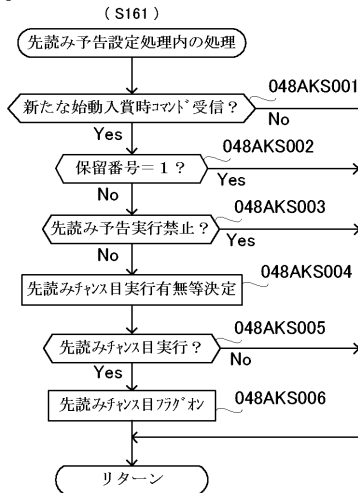 (S161)
先読み予告設定処理内の処理
048AKS001
新たな始動入賞時ｺﾏﾝﾄﾞ受信？
No
Yes
048AKS002
保留番号＝１？
Yes
No
048AKS003
先読み予告実行禁止？
Yes
No
048AKS004
先読みﾁｬﾝｽ目実行有無等決定
048AKS005
先読みﾁｬﾝｽ目実行？
No
Yes
048AKS006
先読みﾁｬﾝｽ目ﾌﾗｸﾞｵﾝ
リターン